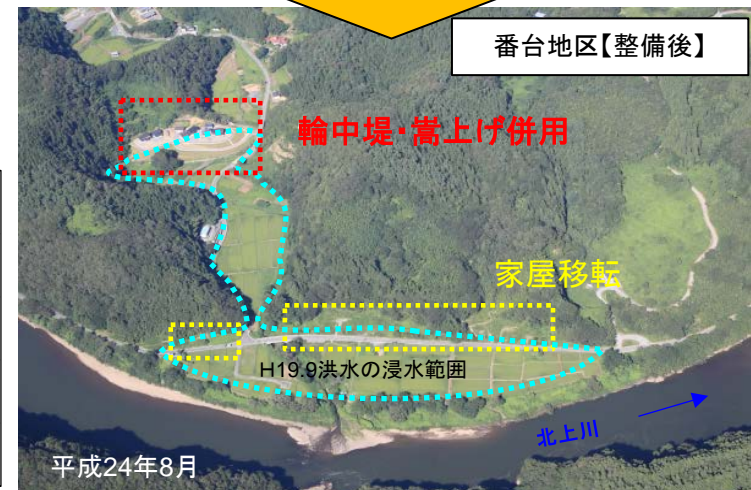 番台地区【整備後】
輪中堤・嵩上げ併用
家屋移転
H19.9洪水の浸水範囲
北上川
平成24年8月